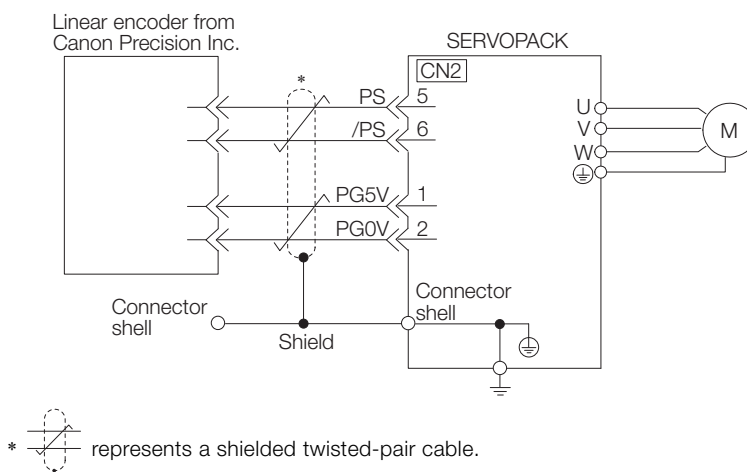 Linear encoder from
Canon Precision Inc.
SERVOPACK
CN2
*
PS 5
/PS 6
PG5V 1
PG0V 2
U
V
W
M
Connector
shell
Shield
Connector
shell
* represents a shielded twisted-pair cable.